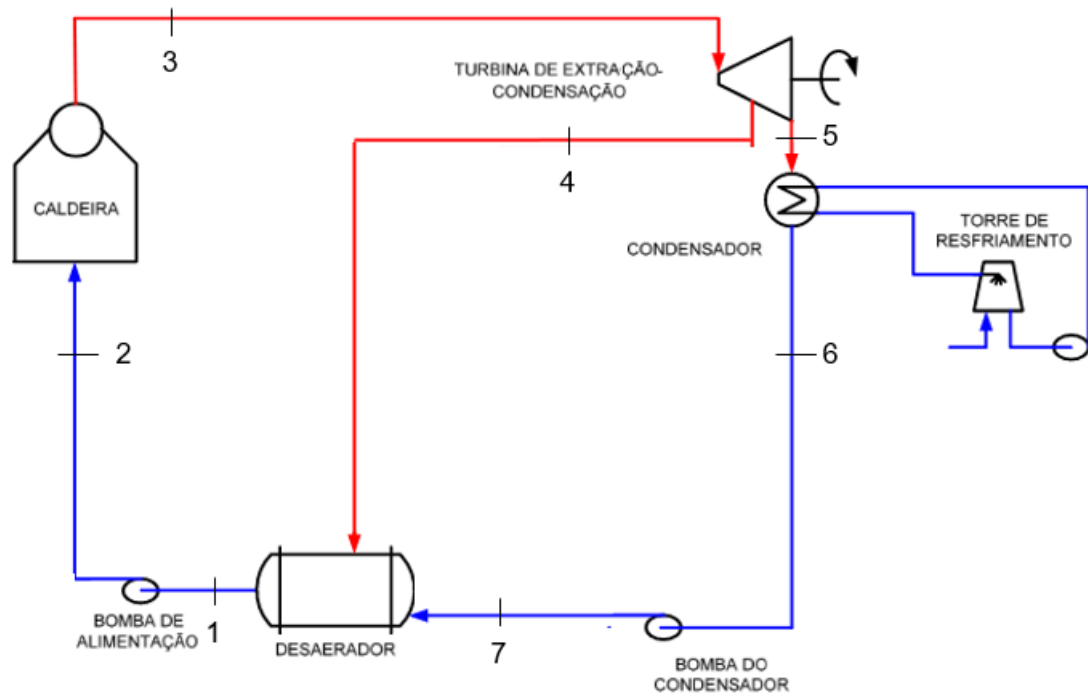 3
TURBINA DE EXTRAÇÃO-
CONDENSAÇÃO
5
4
CALDEIRA
CONDENSADOR
TORRE DE
RESFRIAMENTO
2
6
1
BOMBA DE
ALIMENTAÇÃO
DESAERADOR
7
BOMBA DO
CONDENSADOR